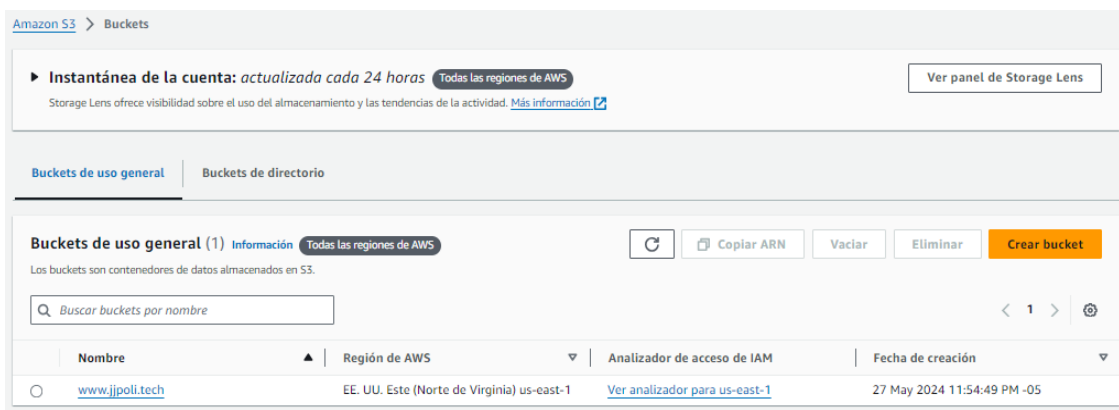 Amazon S3 > Buckets
Instantánea de la cuenta: actualizada cada 24 horas Todas las regiones de AWS
Ver panel de Storage Lens
Storage Lens ofrece visibilidad sobre el uso del almacenamiento y las tendencias de la actividad. Más información
Buckets de uso general Buckets de directorio
Buckets de uso general (1) Información Todas las regiones de AWS
Copiar ARN Vaciar Eliminar Crear bucket
Los buckets son contenedores de datos almacenados en S3.
Buscar buckets por nombre
< 1 >
Nombre Región de AWS Analizador de acceso de IAM Fecha de creación
www.jjpoli.tech EE. UU. Este (Norte de Virginia) us-east-1 Ver analizador para us-east-1 27 May 2024 11:54:49 PM -05